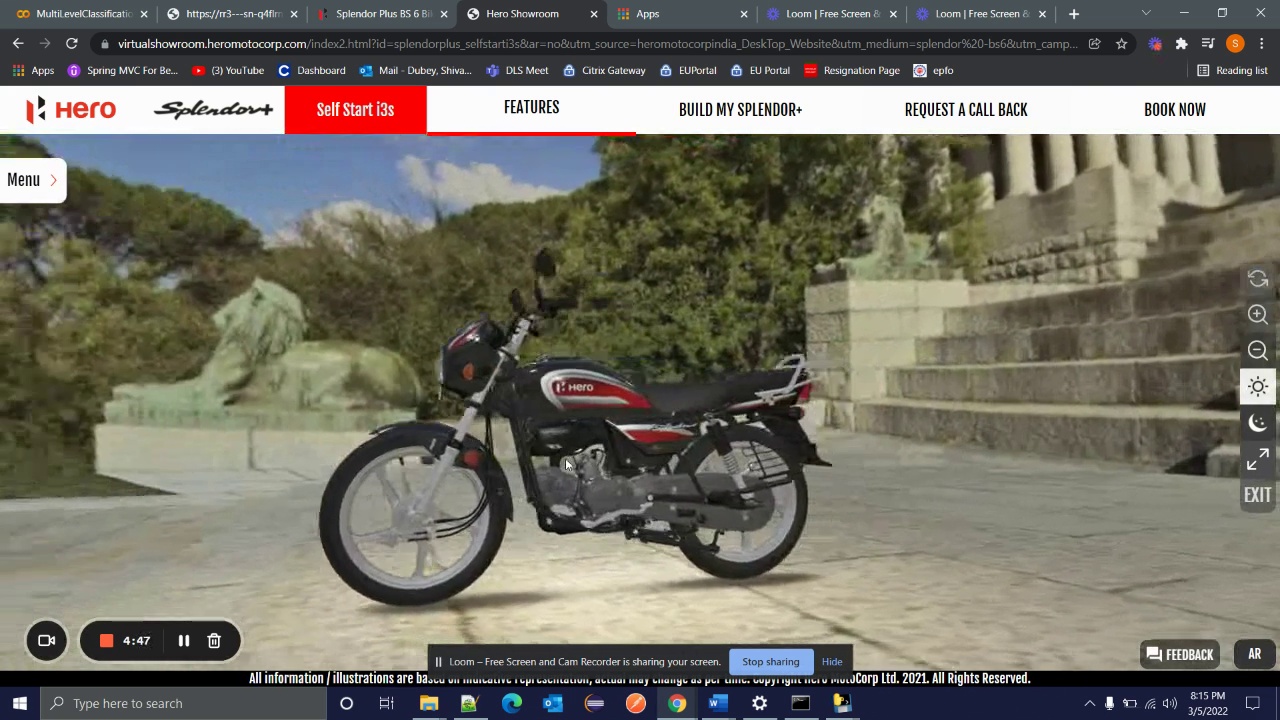 MultiLevelClassificatio
https://rr3---sn-q4flrn
Splendor Plus BS 6 Bi
Hero Showroom
Apps
Loom | Free Screen &
Loom | Free Screen &
virtualshowroom.heromotocorp.com/index2.html?id=splendorplus_selfstarti3s&at=no&utm_source=heromotocorpindia_DeskTop_Website&utm_medium=splendor%20-bs6&utm_camp...
S
Apps
Spring MVC For Be...
(3) YouTube
Dashboard
Mail - Dubey, Shiva...
DLS Meet
Citrix Gateway
EUPortal
EU Portal
Resignation Page
epfo
Reading list
Hero
Splendor+
Self Start i3s
FEATURES
BUILD MY SPLENDOR+
REQUEST A CALL BACK
BOOK NOW
Menu
Hero
EXIT
4:47
Loom – Free Screen and Cam Recorder is sharing your screen.
Stop sharing
Hide
FEEDBACK
AR
All information / illustrations are based on indicative representation, actual may change as per time. Copyright Hero MotoCorp Ltd. 2021. All Rights Reserved.
Type here to search
8:15 PM
3/5/2022